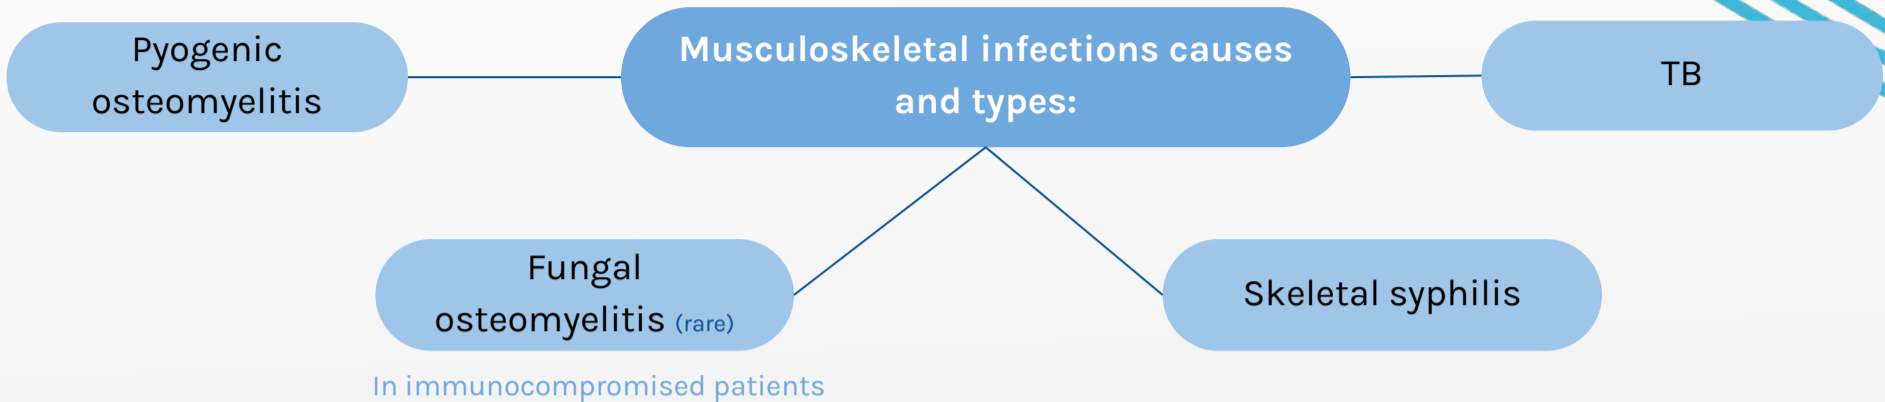 Pyogenic
osteomyelitis
Musculoskeletal infections causes
and types:
TB
Fungal
osteomyelitis (rare)
In immunocompromised patients
Skeletal syphilis